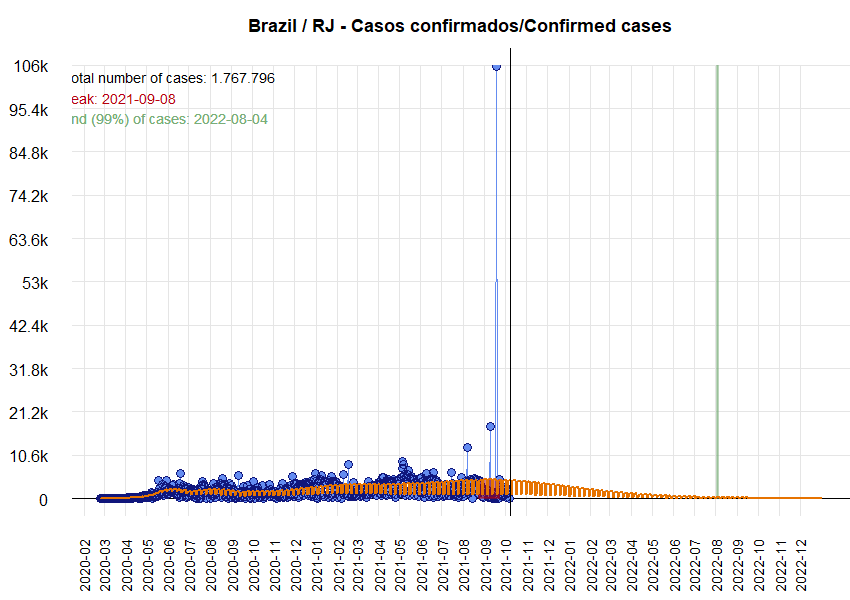 Brazil / RJ - Casos confirmados/Confirmed cases
106k
otal number of cases: 1.767.796
eak: 2021-09-08
95.4k
nd (99%) of cases: 2022-08-04
84.8k
74.2k
63.6k
53k
42.4k
31.8k
21.2k
10.6k
0
2020-02
2020-03
2020-04
2020-05
2020-06
2020-07
2020-08
2020-09
2020-10
2020-11
2020-12
2021-01
2021-02
2021-03
2021-04
2021-05
2021-06
2021-07
2021-08
2021-09
2021-10
2021-11
2021-12
2022-01
2022-02
2022-03
2022-04
2022-05
2022-06
2022-07
2022-08
2022-09
2022-10
2022-11
2022-12